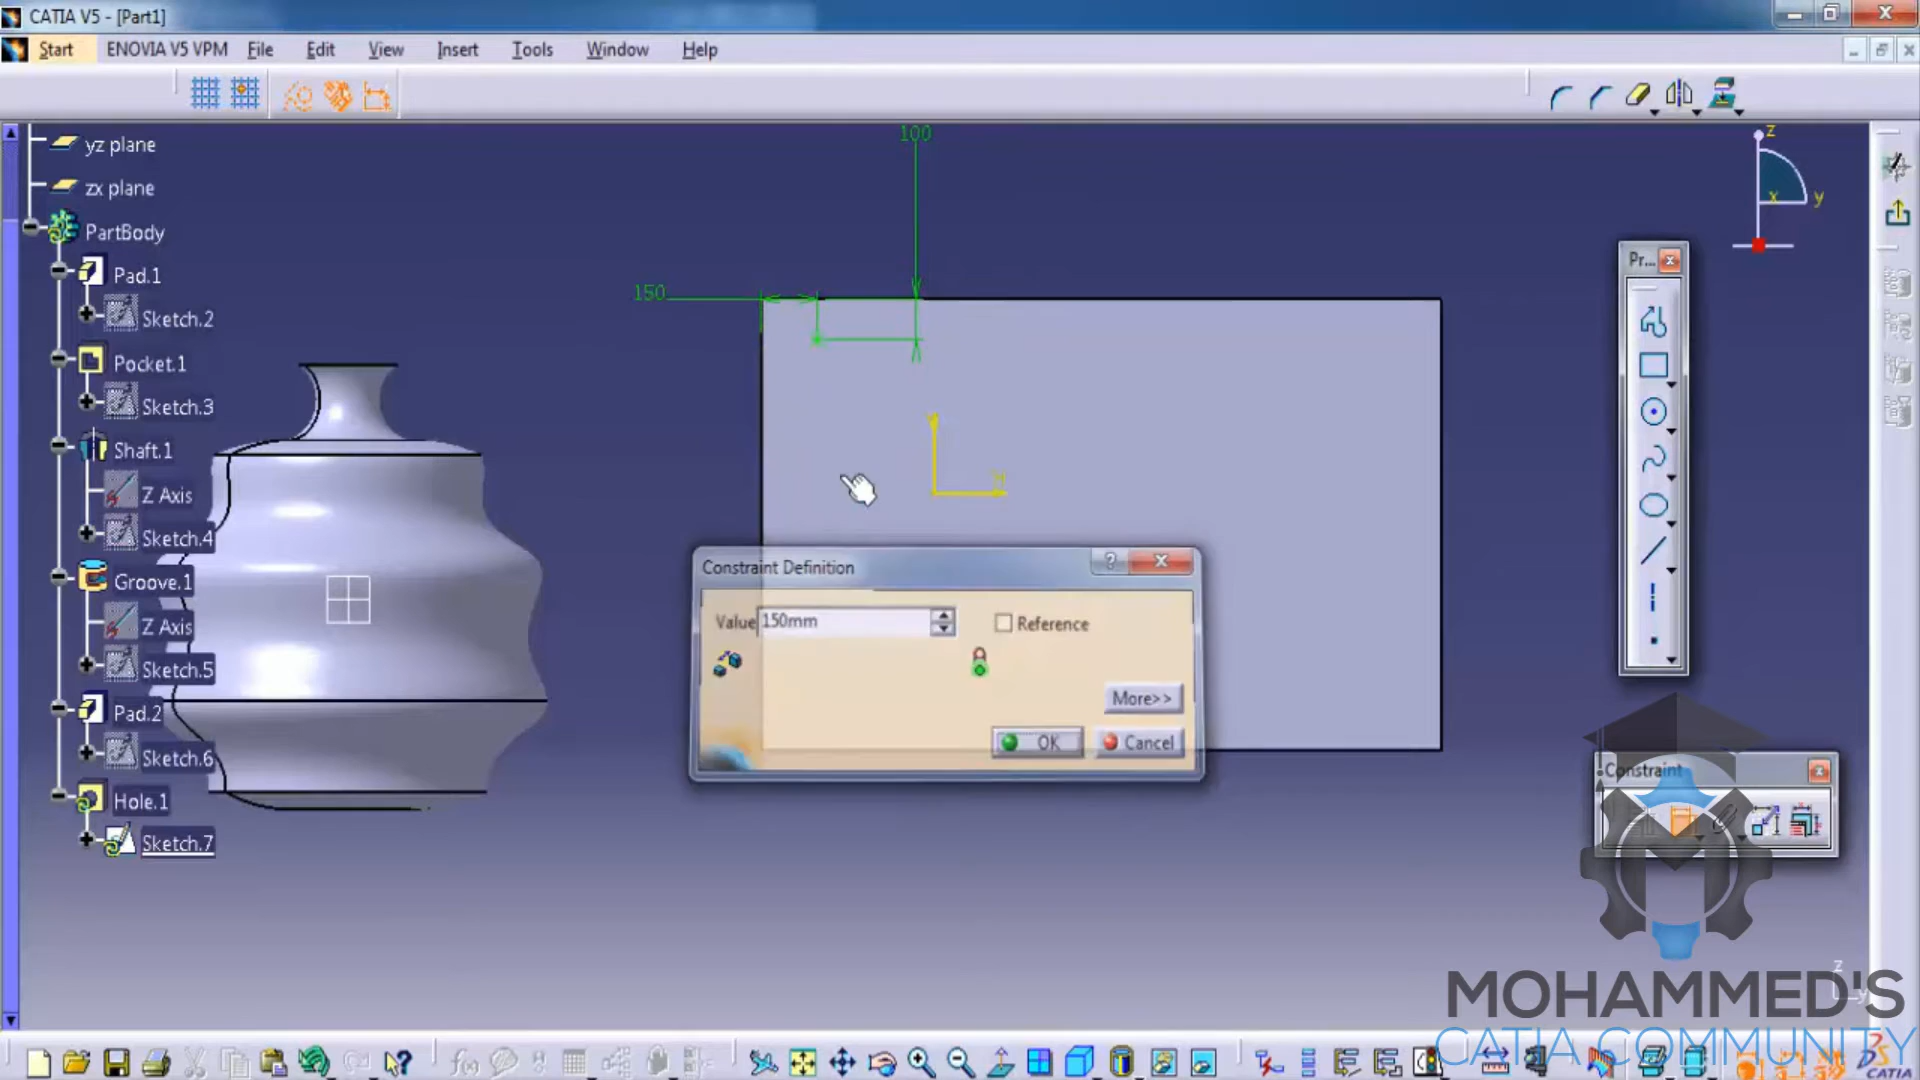 CATIA V5 - [Part1]
Start ENOVIA V5 VPM File Edit View Insert Tools Window Help
yz plane
zx plane
PartBody
Pad.1
Sketch.2
Pocket.1
Sketch.3
Shaft.1
Z Axis
Sketch.4
Groove.1
Z Axis
Sketch.5
Pad.2
Sketch.6
Hole.1
Sketch.7
100
150
H
z
x
y
Pr...
Constraint Definition
Value 150mm
Reference
More>>
OK Cancel
Constraint
z
y
MOHAMMED'S
CATIA COMMUNITY
CATIA